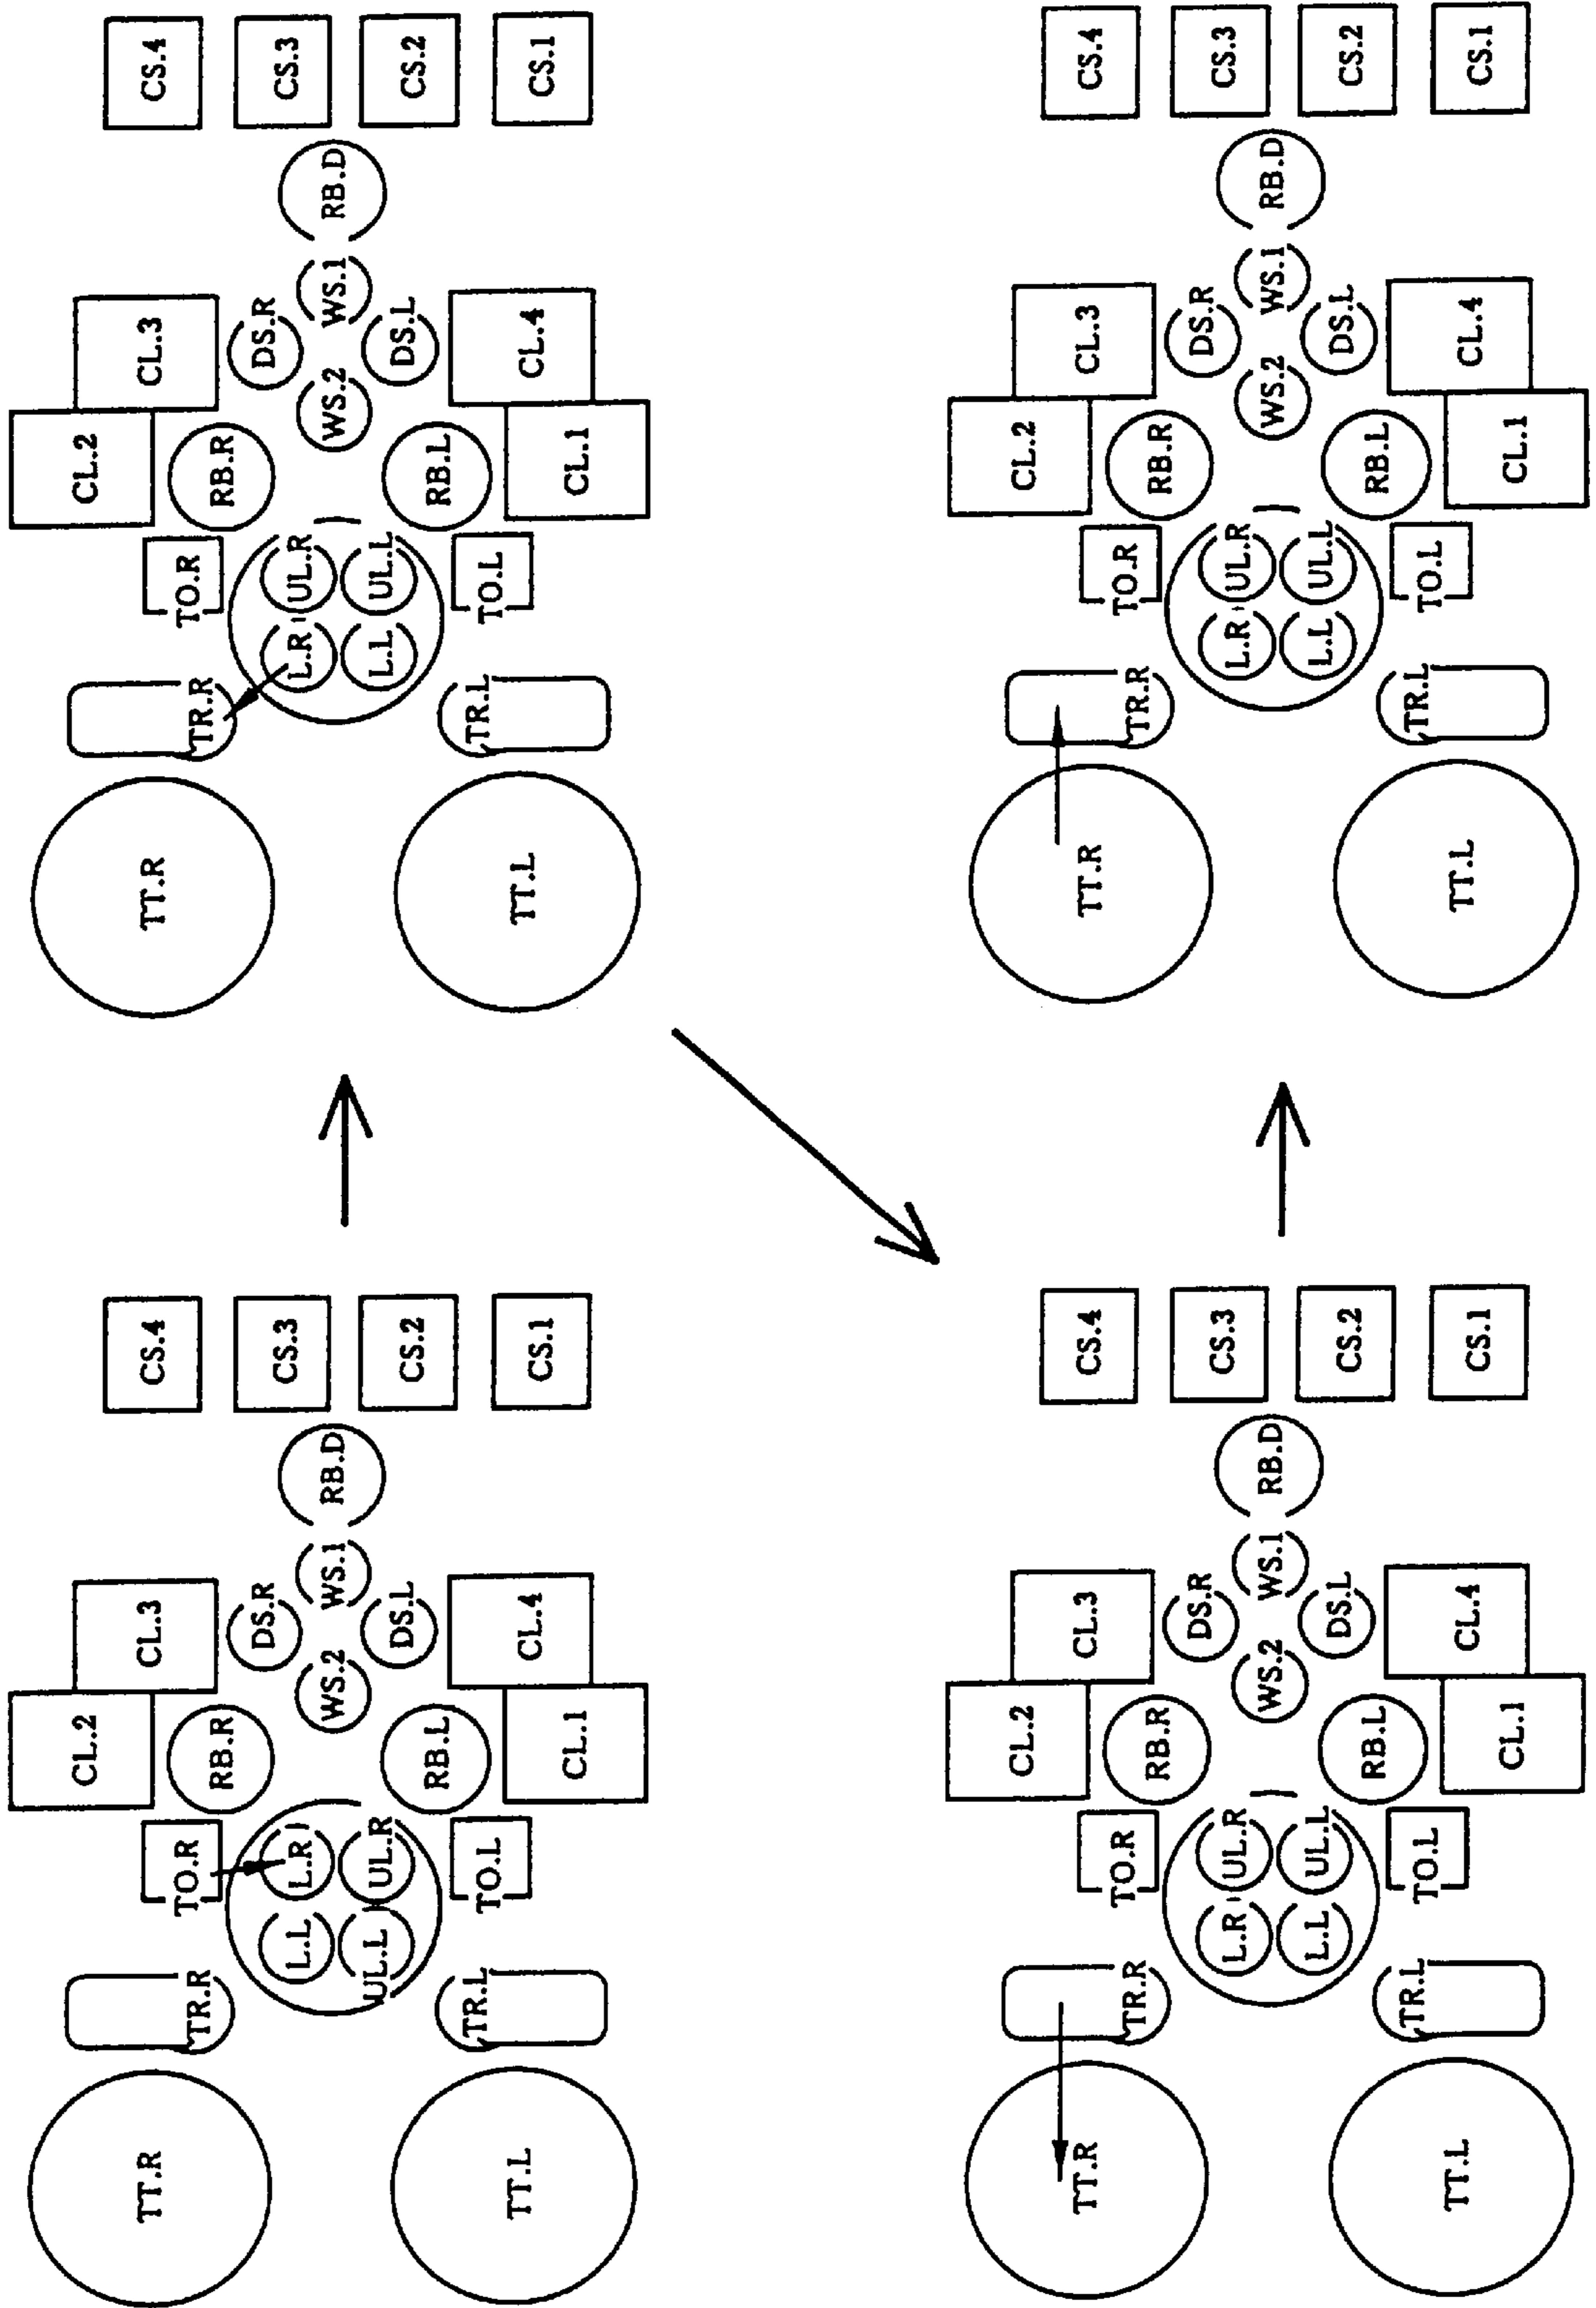 TT.R
TR.R
TO.R
CL.2
CL.3
CS.4
RB.R
DS.R
CS.3
L.L
L.R
WS.2
WS.1
RB.D
UL.L
UL.R
DS.L
CS.2
TT.L
TR.L
TO.L
RB.L
CL.1
CL.4
CS.1
TT.R
TR.R
TO.R
CL.2
CL.3
CS.4
RB.R
DS.R
CS.3
L.R
UL.R
WS.2
WS.1
RB.D
L.L
UL.L
DS.L
CS.2
TT.L
TR.L
TO.L
RB.L
CL.1
CL.4
CS.1
TT.R
TR.R
TO.R
CL.2
CL.3
CS.4
RB.R
DS.R
CS.3
L.R
UL.R
WS.2
WS.1
RB.D
L.L
UL.L
DS.L
CS.2
TT.L
TR.L
TO.L
RB.L
CL.1
CL.4
CS.1
TT.R
TR.R
TO.R
CL.2
CL.3
CS.4
RB.R
DS.R
CS.3
L.R
UL.R
WS.2
WS.1
RB.D
L.L
UL.L
DS.L
CS.2
TT.L
TR.L
TO.L
RB.L
CL.1
CL.4
CS.1